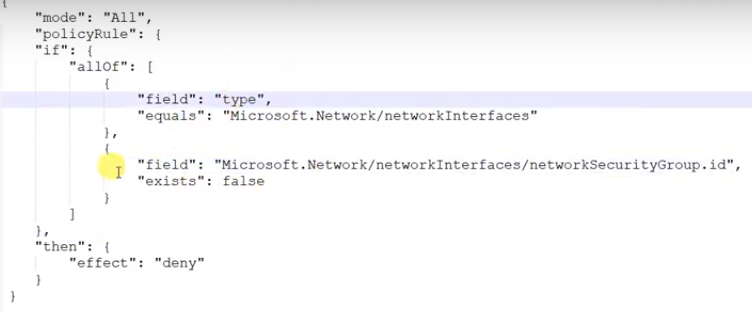 {
"mode": "All",
"policyRule": {
"if": {
"allOf": [
{
"field": "type",
"equals": "Microsoft.Network/networkInterfaces"
},
{
"field": "Microsoft.Network/networkInterfaces/networkSecurityGroup.id",
"exists": false
}
]
},
"then": {
"effect": "deny"
}
}